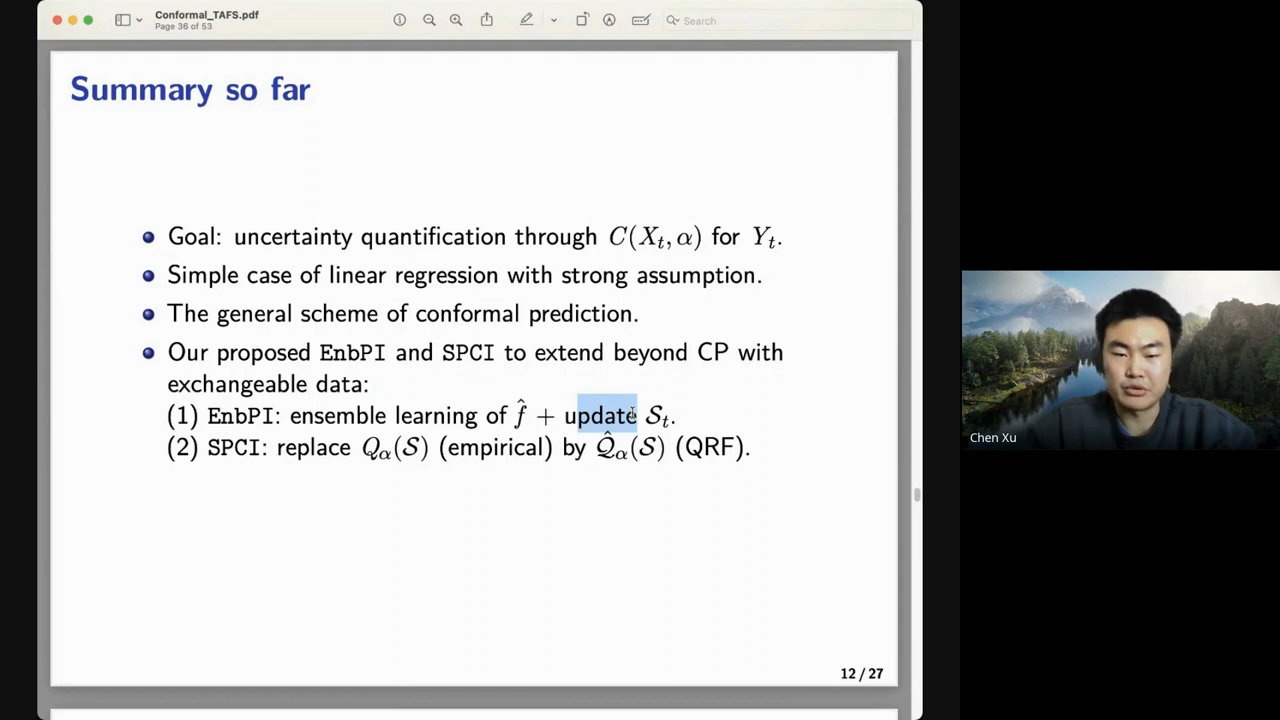 Conformal_TAFS.pdf
Page 36 of 53
Search
Summary so far
Goal: uncertainty quantification through C(X_t, α) for Y_t.
Simple case of linear regression with strong assumption.
The general scheme of conformal prediction.
Our proposed EnbPI and SPCI to extend beyond CP with
exchangeable data:
(1) EnbPI: ensemble learning of f̂ + update 𝒮_t.
(2) SPCI: replace Q_α(𝒮) (empirical) by 𝒬̂_α(𝒮) (QRF).
12 / 27
Chen Xu